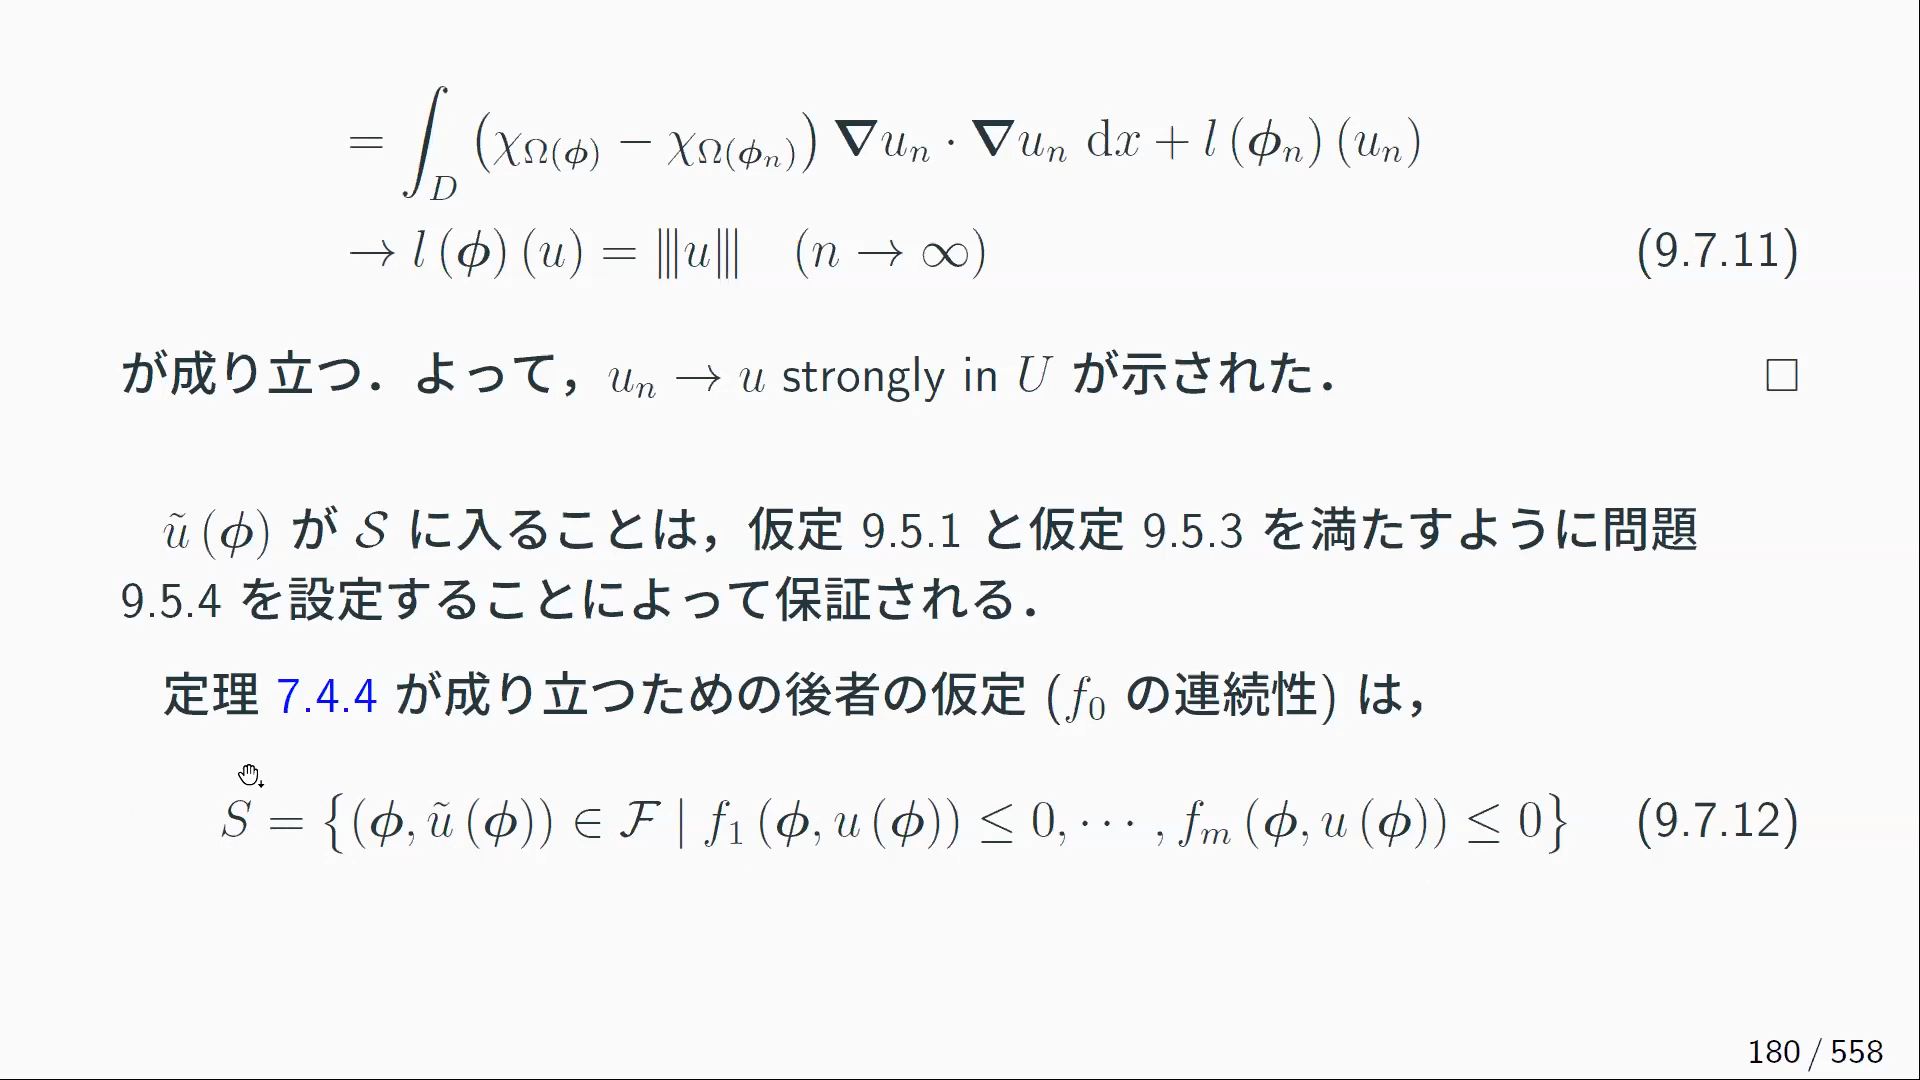 = ∫_D (χ_{Ω(ϕ)} − χ_{Ω(ϕ_n)}) ∇u_n · ∇u_n dx + l (ϕ_n) (u_n)
→ l (ϕ) (u) = |||u||| (n → ∞) (9.7.11)
が成り立つ．よって，u_n → u strongly in U が示された． □
ũ (ϕ) が 𝒮 に入ることは，仮定 9.5.1 と仮定 9.5.3 を満たすように問題
9.5.4 を設定することによって保証される．
定理 7.4.4 が成り立つための後者の仮定 (f_0 の連続性) は，
S = {(ϕ, ũ (ϕ)) ∈ ℱ | f_1 (ϕ, u (ϕ)) ≤ 0, ⋯ , f_m (ϕ, u (ϕ)) ≤ 0} (9.7.12)
180 / 558